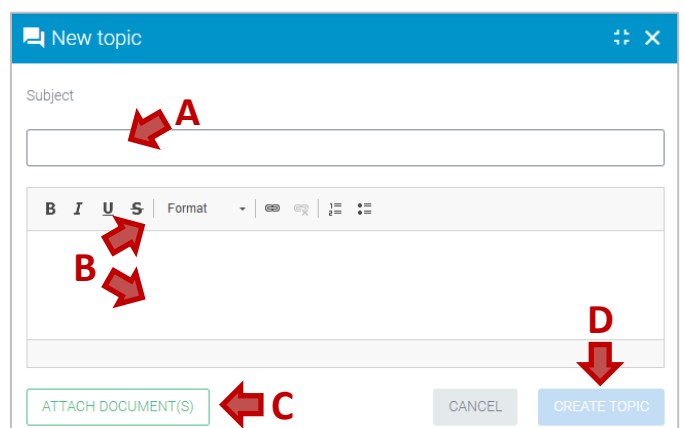 New topic
Subject
A
B I U S Format
B
D
ATTACH DOCUMENT(S) C CANCEL CREATE TOPIC